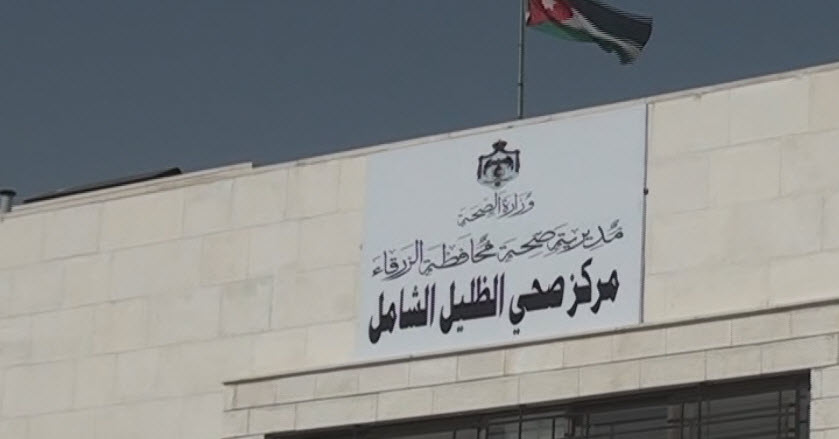 وزارة الصحة
مديرية صحة محافظة الزرقاء
مركز صحي الظليل الشامل